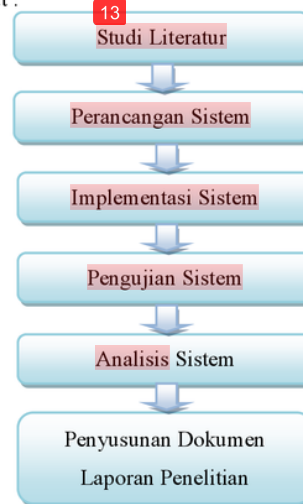 13
Studi Literatur
Perancangan Sistem
Implementasi Sistem
Pengujian Sistem
Analisis Sistem
Penyusunan Dokumen
Laporan Penelitian